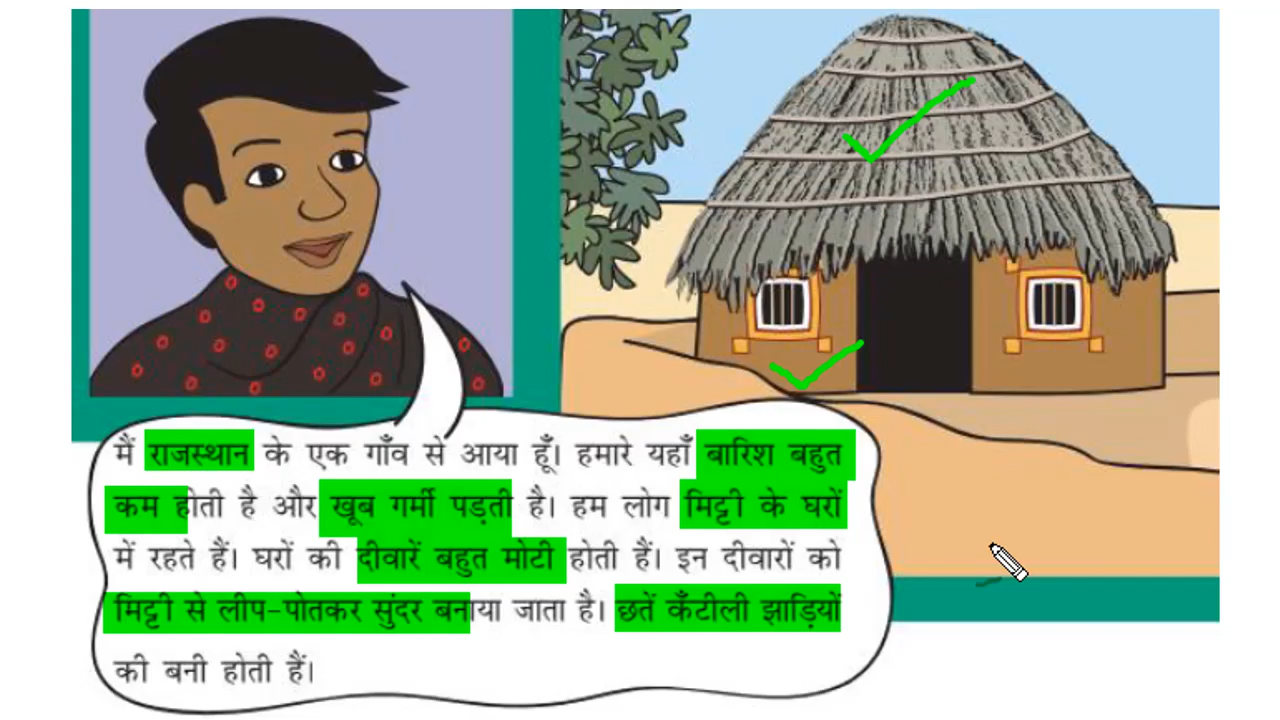 मैं राजस्थान के एक गाँव से आया हूँ। हमारे यहाँ बारिश बहुत
कम होती है और खूब गर्मी पड़ती है। हम लोग मिट्टी के घरों
में रहते हैं। घरों की दीवारें बहुत मोटी होती हैं। इन दीवारों को
मिट्टी से लीप-पोतकर सुंदर बनाया जाता है। छतें कँटीली झाड़ियों
की बनी होती हैं।